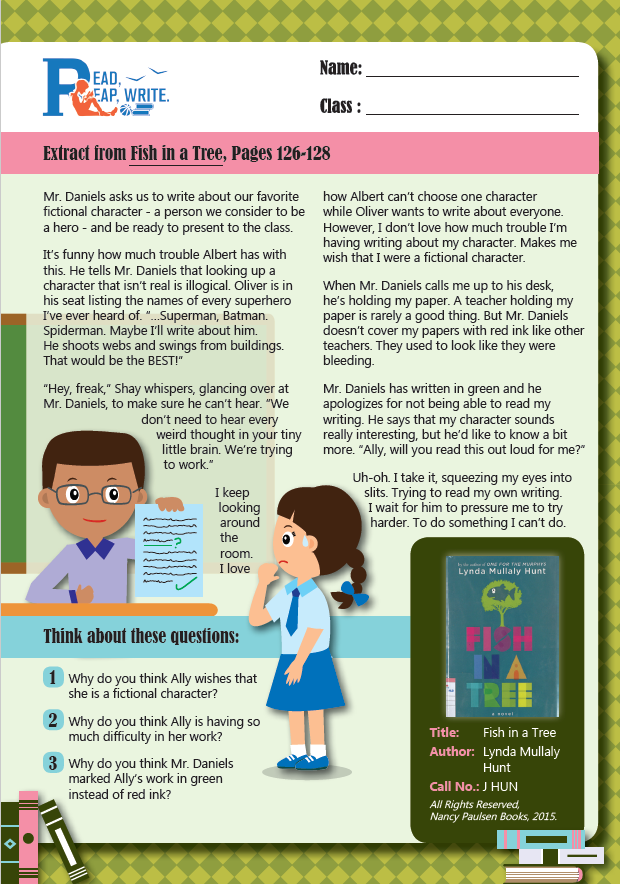 READ,
REAP, WRITE.
Name:
Class :
Extract from Fish in a Tree, Pages 126-128
Mr. Daniels asks us to write about our favorite
fictional character - a person we consider to be
a hero - and be ready to present to the class.
It's funny how much trouble Albert has with
this. He tells Mr. Daniels that looking up a
character that isn't real is illogical. Oliver is in
his seat listing the names of every superhero
I've ever heard of. “...Superman, Batman.
Spiderman. Maybe I'll write about him.
He shoots webs and swings from buildings.
That would be the BEST!”
“Hey, freak,” Shay whispers, glancing over at
Mr. Daniels, to make sure he can't hear. “We
don't need to hear every
weird thought in your tiny
little brain. We're trying
to work.”
I keep
looking
around
the
room.
I love
how Albert can't choose one character
while Oliver wants to write about everyone.
However, I don't love how much trouble I'm
having writing about my character. Makes me
wish that I were a fictional character.
When Mr. Daniels calls me up to his desk,
he's holding my paper. A teacher holding my
paper is rarely a good thing. But Mr. Daniels
doesn't cover my papers with red ink like other
teachers. They used to look like they were
bleeding.
Mr. Daniels has written in green and he
apologizes for not being able to read my
writing. He says that my character sounds
really interesting, but he'd like to know a bit
more. “Ally, will you read this out loud for me?”
Uh-oh. I take it, squeezing my eyes into
slits. Trying to read my own writing.
I wait for him to pressure me to try
harder. To do something I can't do.
?
Think about these questions:
1 Why do you think Ally wishes that
she is a fictional character?
2 Why do you think Ally is having so
much difficulty in her work?
3 Why do you think Mr. Daniels
marked Ally's work in green
instead of red ink?
By the author of ONE FOR THE MURPHYS
Lynda Mullaly Hunt
FISH
IN A
TREE
a novel
Title: Fish in a Tree
Author: Lynda Mullaly
Hunt
Call No.: J HUN
All Rights Reserved,
Nancy Paulsen Books, 2015.